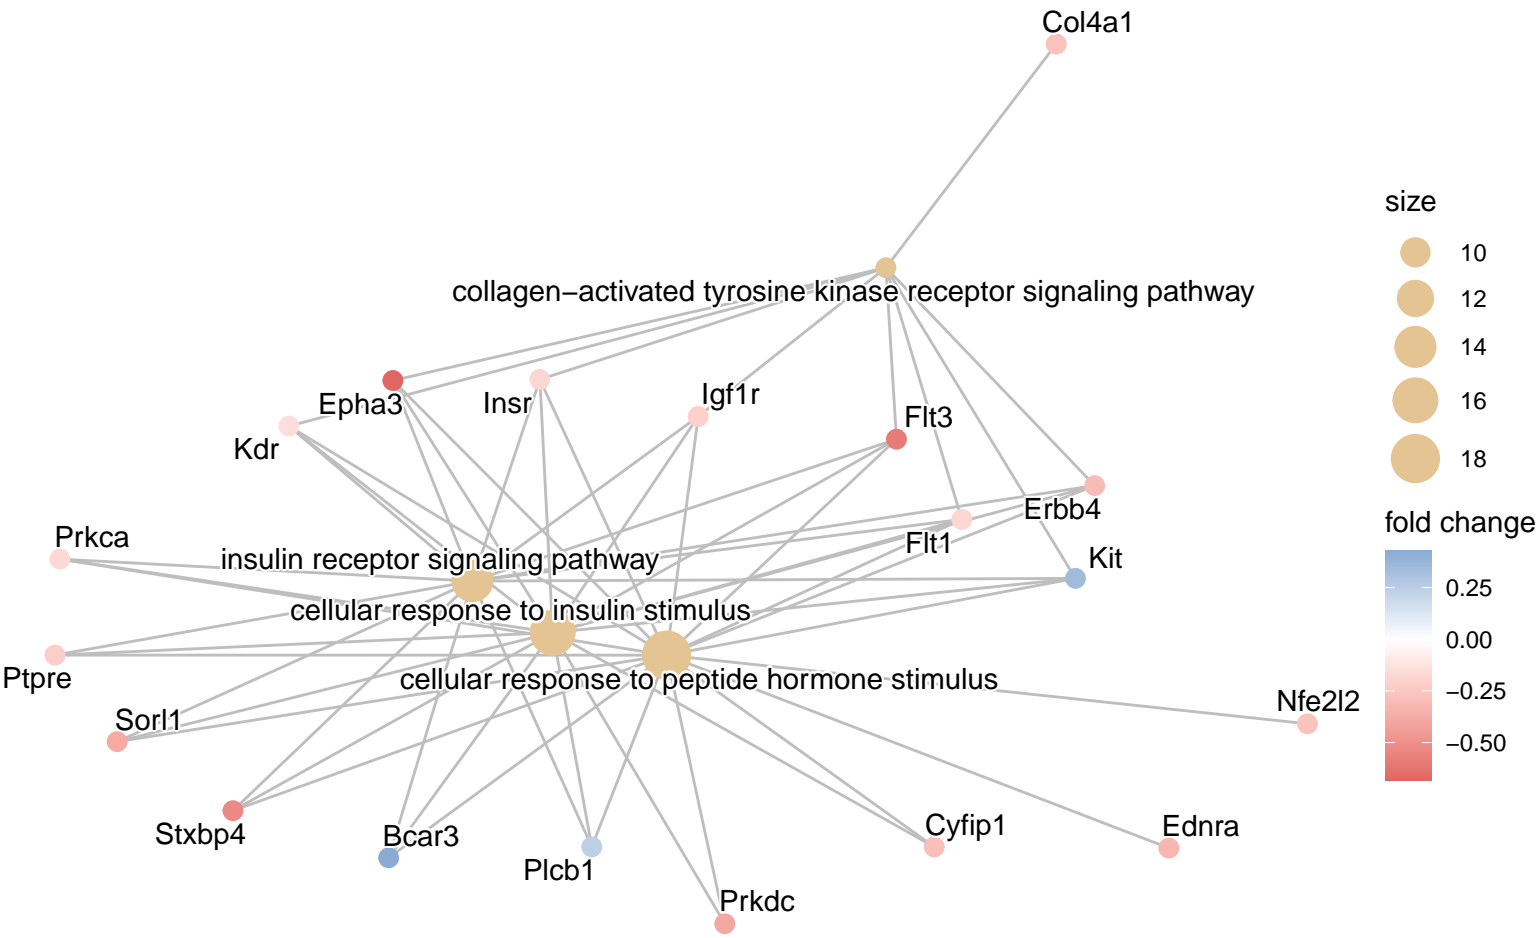 Col4a1
collagen−activated tyrosine kinase receptor signaling pathway
Epha3
Insr
Igf1r
Flt3
Kdr
Erbb4
Prkca
Flt1
Kit
insulin receptor signaling pathway
cellular response to insulin stimulus
Ptpre
cellular response to peptide hormone stimulus
Nfe2l2
Sorl1
Stxbp4
Bcar3
Plcb1
Cyfip1
Ednra
Prkdc
size
10
12
14
16
18
fold change
0.25
0.00
−0.25
−0.50